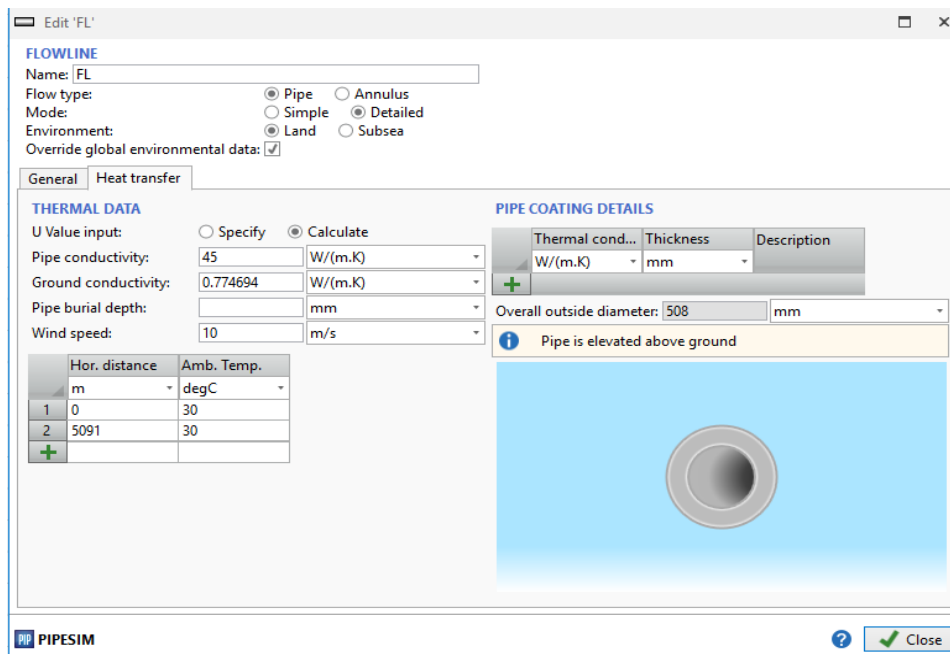 Edit 'FL'
FLOWLINE
Name: FL
Flow type: Pipe Annulus
Mode: Simple Detailed
Environment: Land Subsea
Override global environmental data:
General Heat transfer
THERMAL DATA
U Value input: Specify Calculate
Pipe conductivity: 45 W/(m.K)
Ground conductivity: 0.774694 W/(m.K)
Pipe burial depth: mm
Wind speed: 10 m/s
Hor. distance Amb. Temp.
m degC
1 0 30
2 5091 30
PIPE COATING DETAILS
Thermal cond... Thickness Description
W/(m.K) mm
Overall outside diameter: 508 mm
Pipe is elevated above ground
PIP PIPESIM
? Close